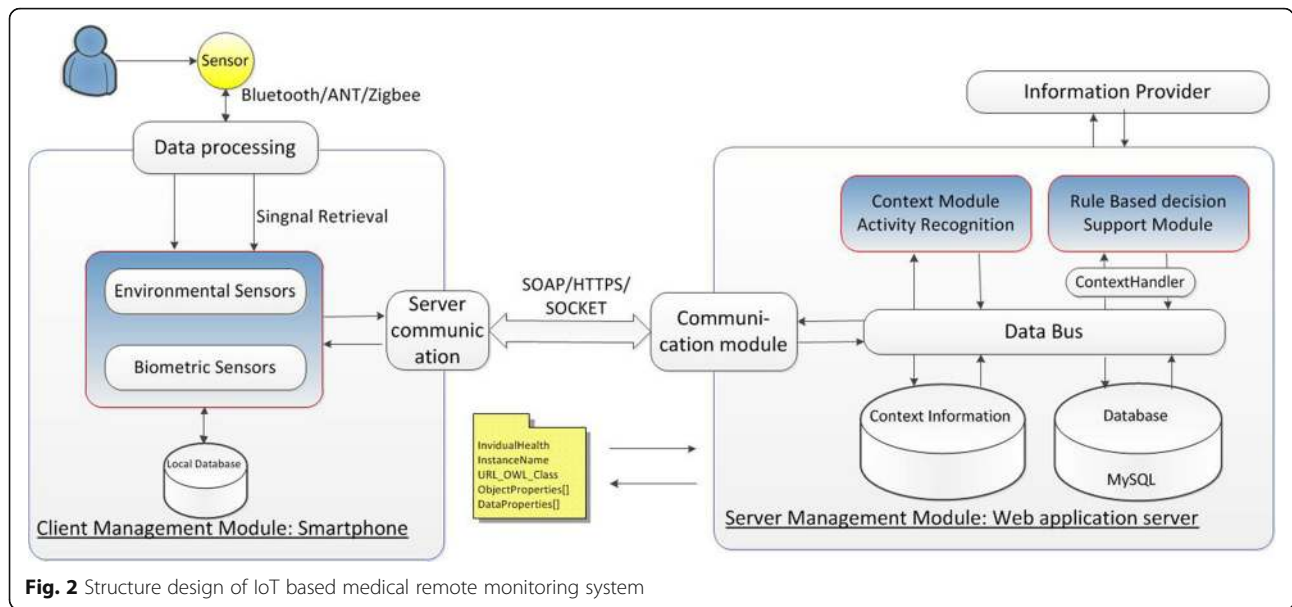 Sensor
Bluetooth/ANT/Zigbee
Data processing
Singnal Retrieval
Environmental Sensors
Biometric Sensors
Local Database
Client Management Module: Smartphone
Server
communic
ation
SOAP/HTTPS/
SOCKET
InvidualHealth
InstanceName
URL_OWL_Class
ObjectProperties[]
DataProperties[]
Communi-
cation module
Information Provider
Context Module
Activity Recognition
Rule Based decision
Support Module
ContextHandler
Data Bus
Context Information
Database
MySQL
Server Management Module: Web application server
Fig. 2 Structure design of IoT based medical remote monitoring system